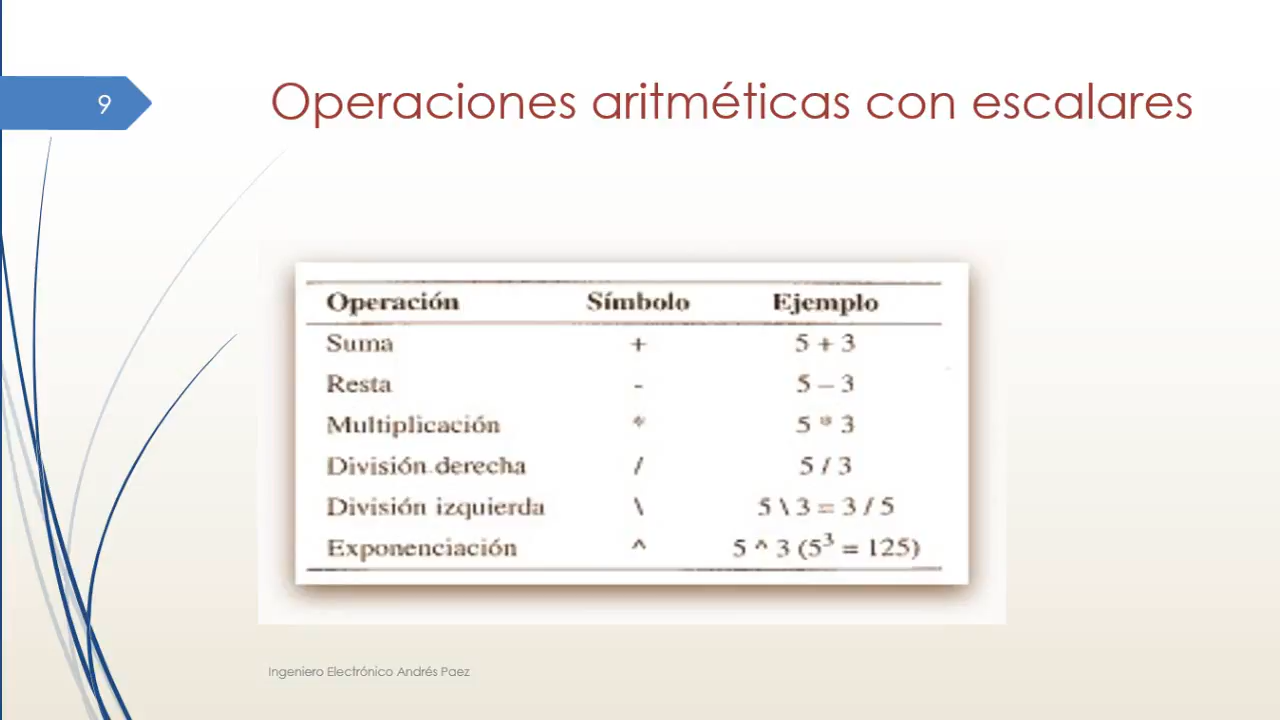 9
Operaciones aritméticas con escalares
Operación Símbolo Ejemplo
Suma + 5 + 3
Resta - 5 – 3
Multiplicación * 5 * 3
División derecha / 5 / 3
División izquierda \ 5 \ 3 = 3 / 5
Exponenciación ^ 5 ^ 3 (5³ = 125)
Ingeniero Electrónico Andrés Paez